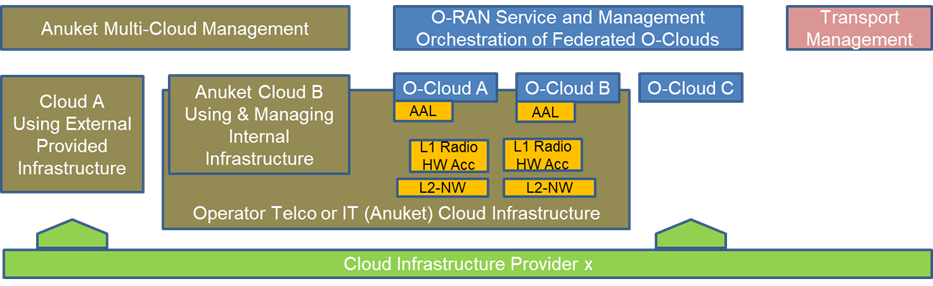 Anuket Multi-Cloud Management
O-RAN Service and Management
Orchestration of Federated O-Clouds
Transport
Management
Cloud A
Using External
Provided
Infrastructure
Anuket Cloud B
Using & Managing
Internal
Infrastructure
O-Cloud A
O-Cloud B
O-Cloud C
AAL
AAL
L1 Radio
HW Acc
L1 Radio
HW Acc
L2-NW
L2-NW
Operator Telco or IT (Anuket) Cloud Infrastructure
Cloud Infrastructure Provider x